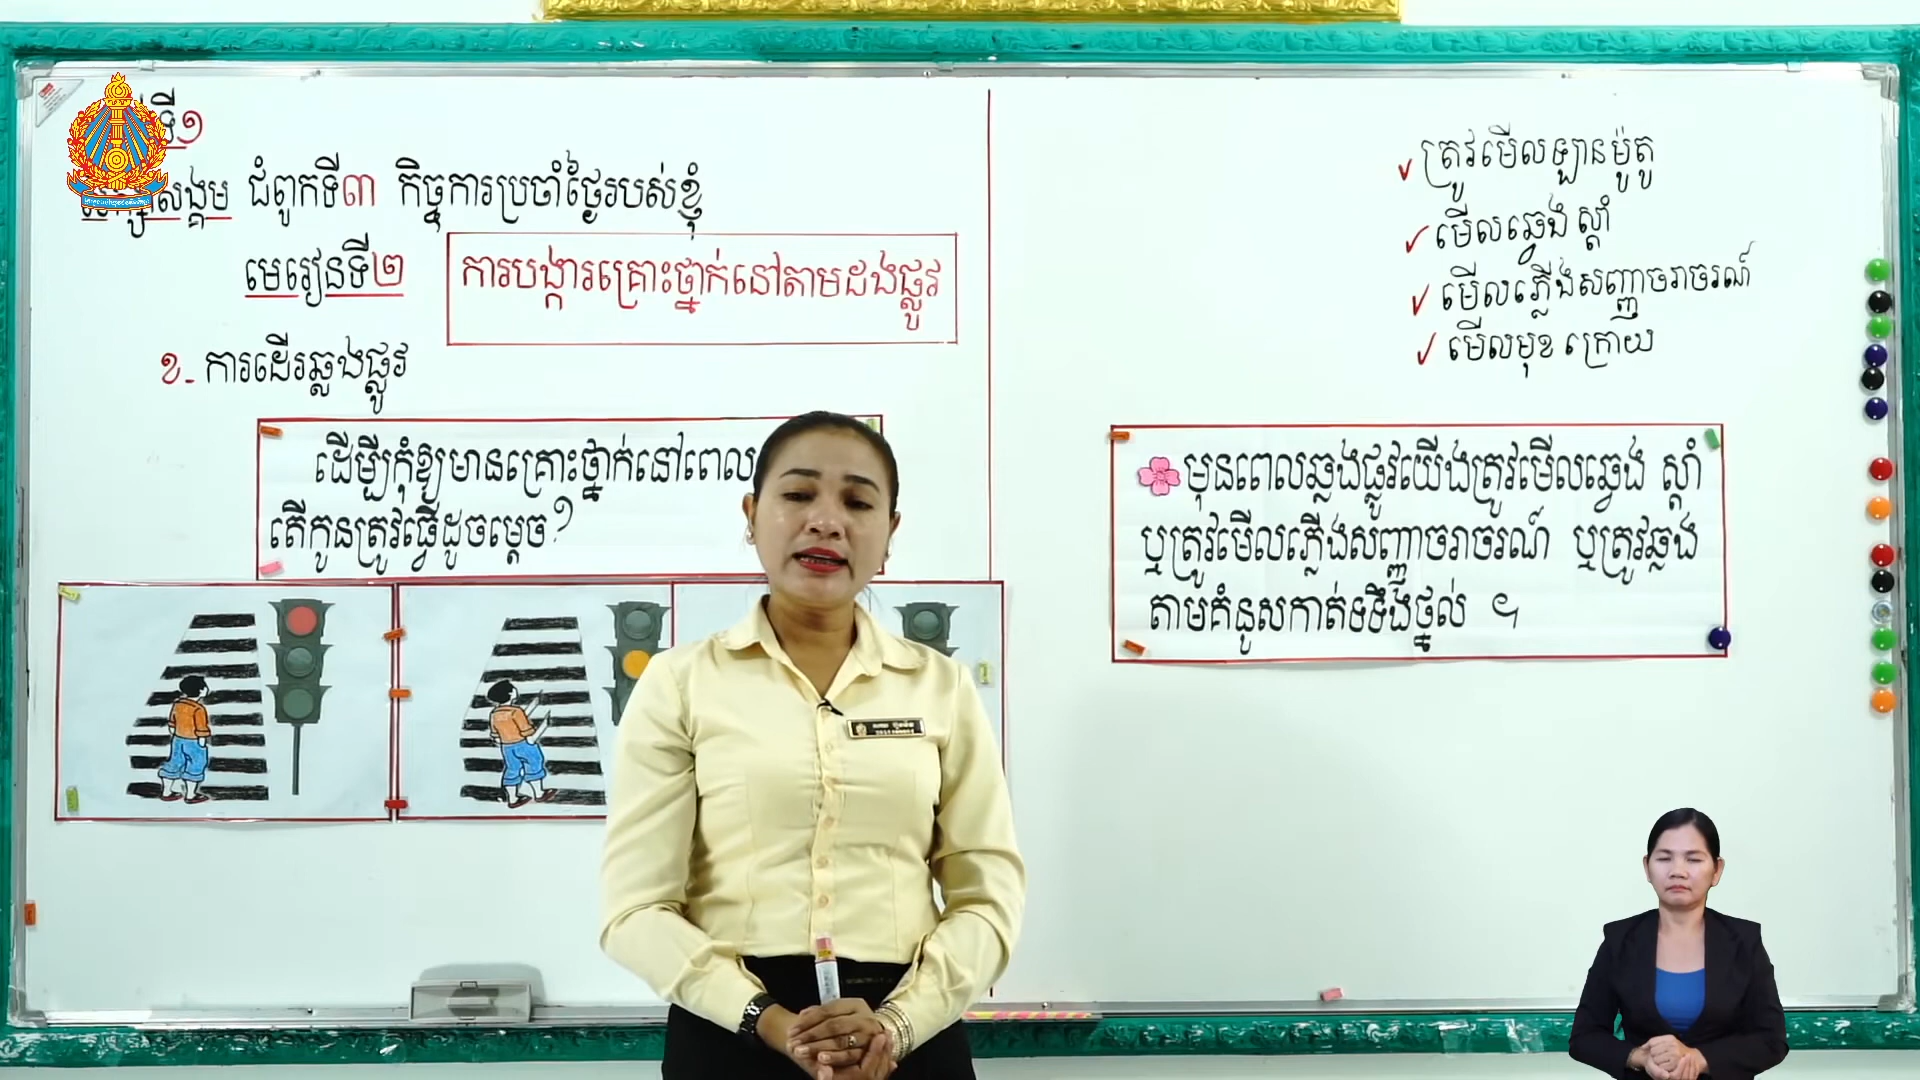 ទី១
សង្គម ជំពូកទី៣ កិច្ចការប្រចាំថ្ងៃរបស់ខ្ញុំ
មេរៀនទី២ ការបង្ការគ្រោះថ្នាក់នៅតាមដងផ្លូវ
ខ- ការដើរឆ្លងផ្លូវ
ដើម្បីកុំឱ្យមានគ្រោះថ្នាក់នៅពេល
តើកូនត្រូវធ្វើដូចម្តេច?
ត្រូវមើលឡានម៉ូតូ
មើលឆ្វេង ស្តាំ
មើលភ្លើងសញ្ញាចរាចរណ៍
មើលមុខ ក្រោយ
មុនពេលឆ្លងផ្លូវយើងត្រូវមើលឆ្វេង ស្តាំ
ឬត្រូវមើលភ្លើងសញ្ញាចរាចរណ៍ ឬត្រូវឆ្លង
តាមគំនូសកាត់ទទឹងថ្នល់ ។